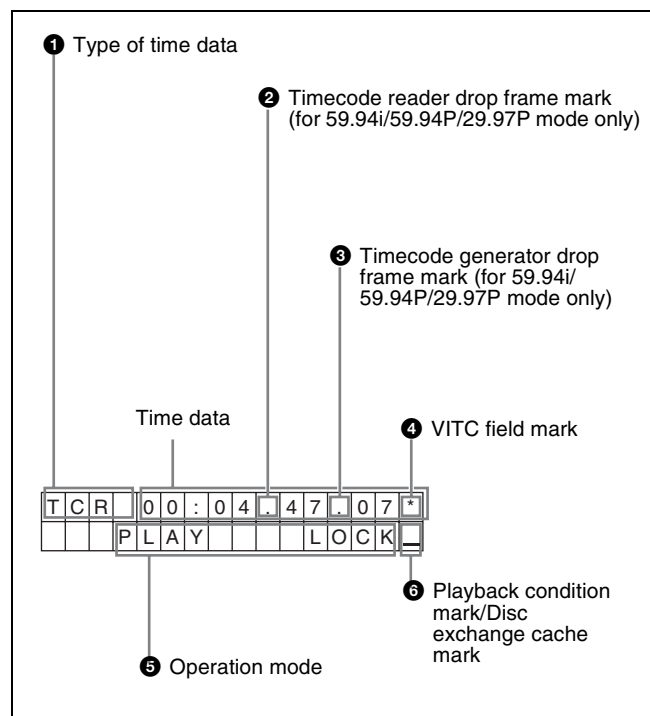 ❶ Type of time data
❷ Timecode reader drop frame mark
(for 59.94i/59.94P/29.97P mode only)
❸ Timecode generator drop
frame mark (for 59.94i/
59.94P/29.97P mode only)
Time data
❹ VITC field mark
TCR 00:04.47.07*
PLAY LOCK_
❻ Playback condition
mark/Disc
exchange cache
mark
❺ Operation mode